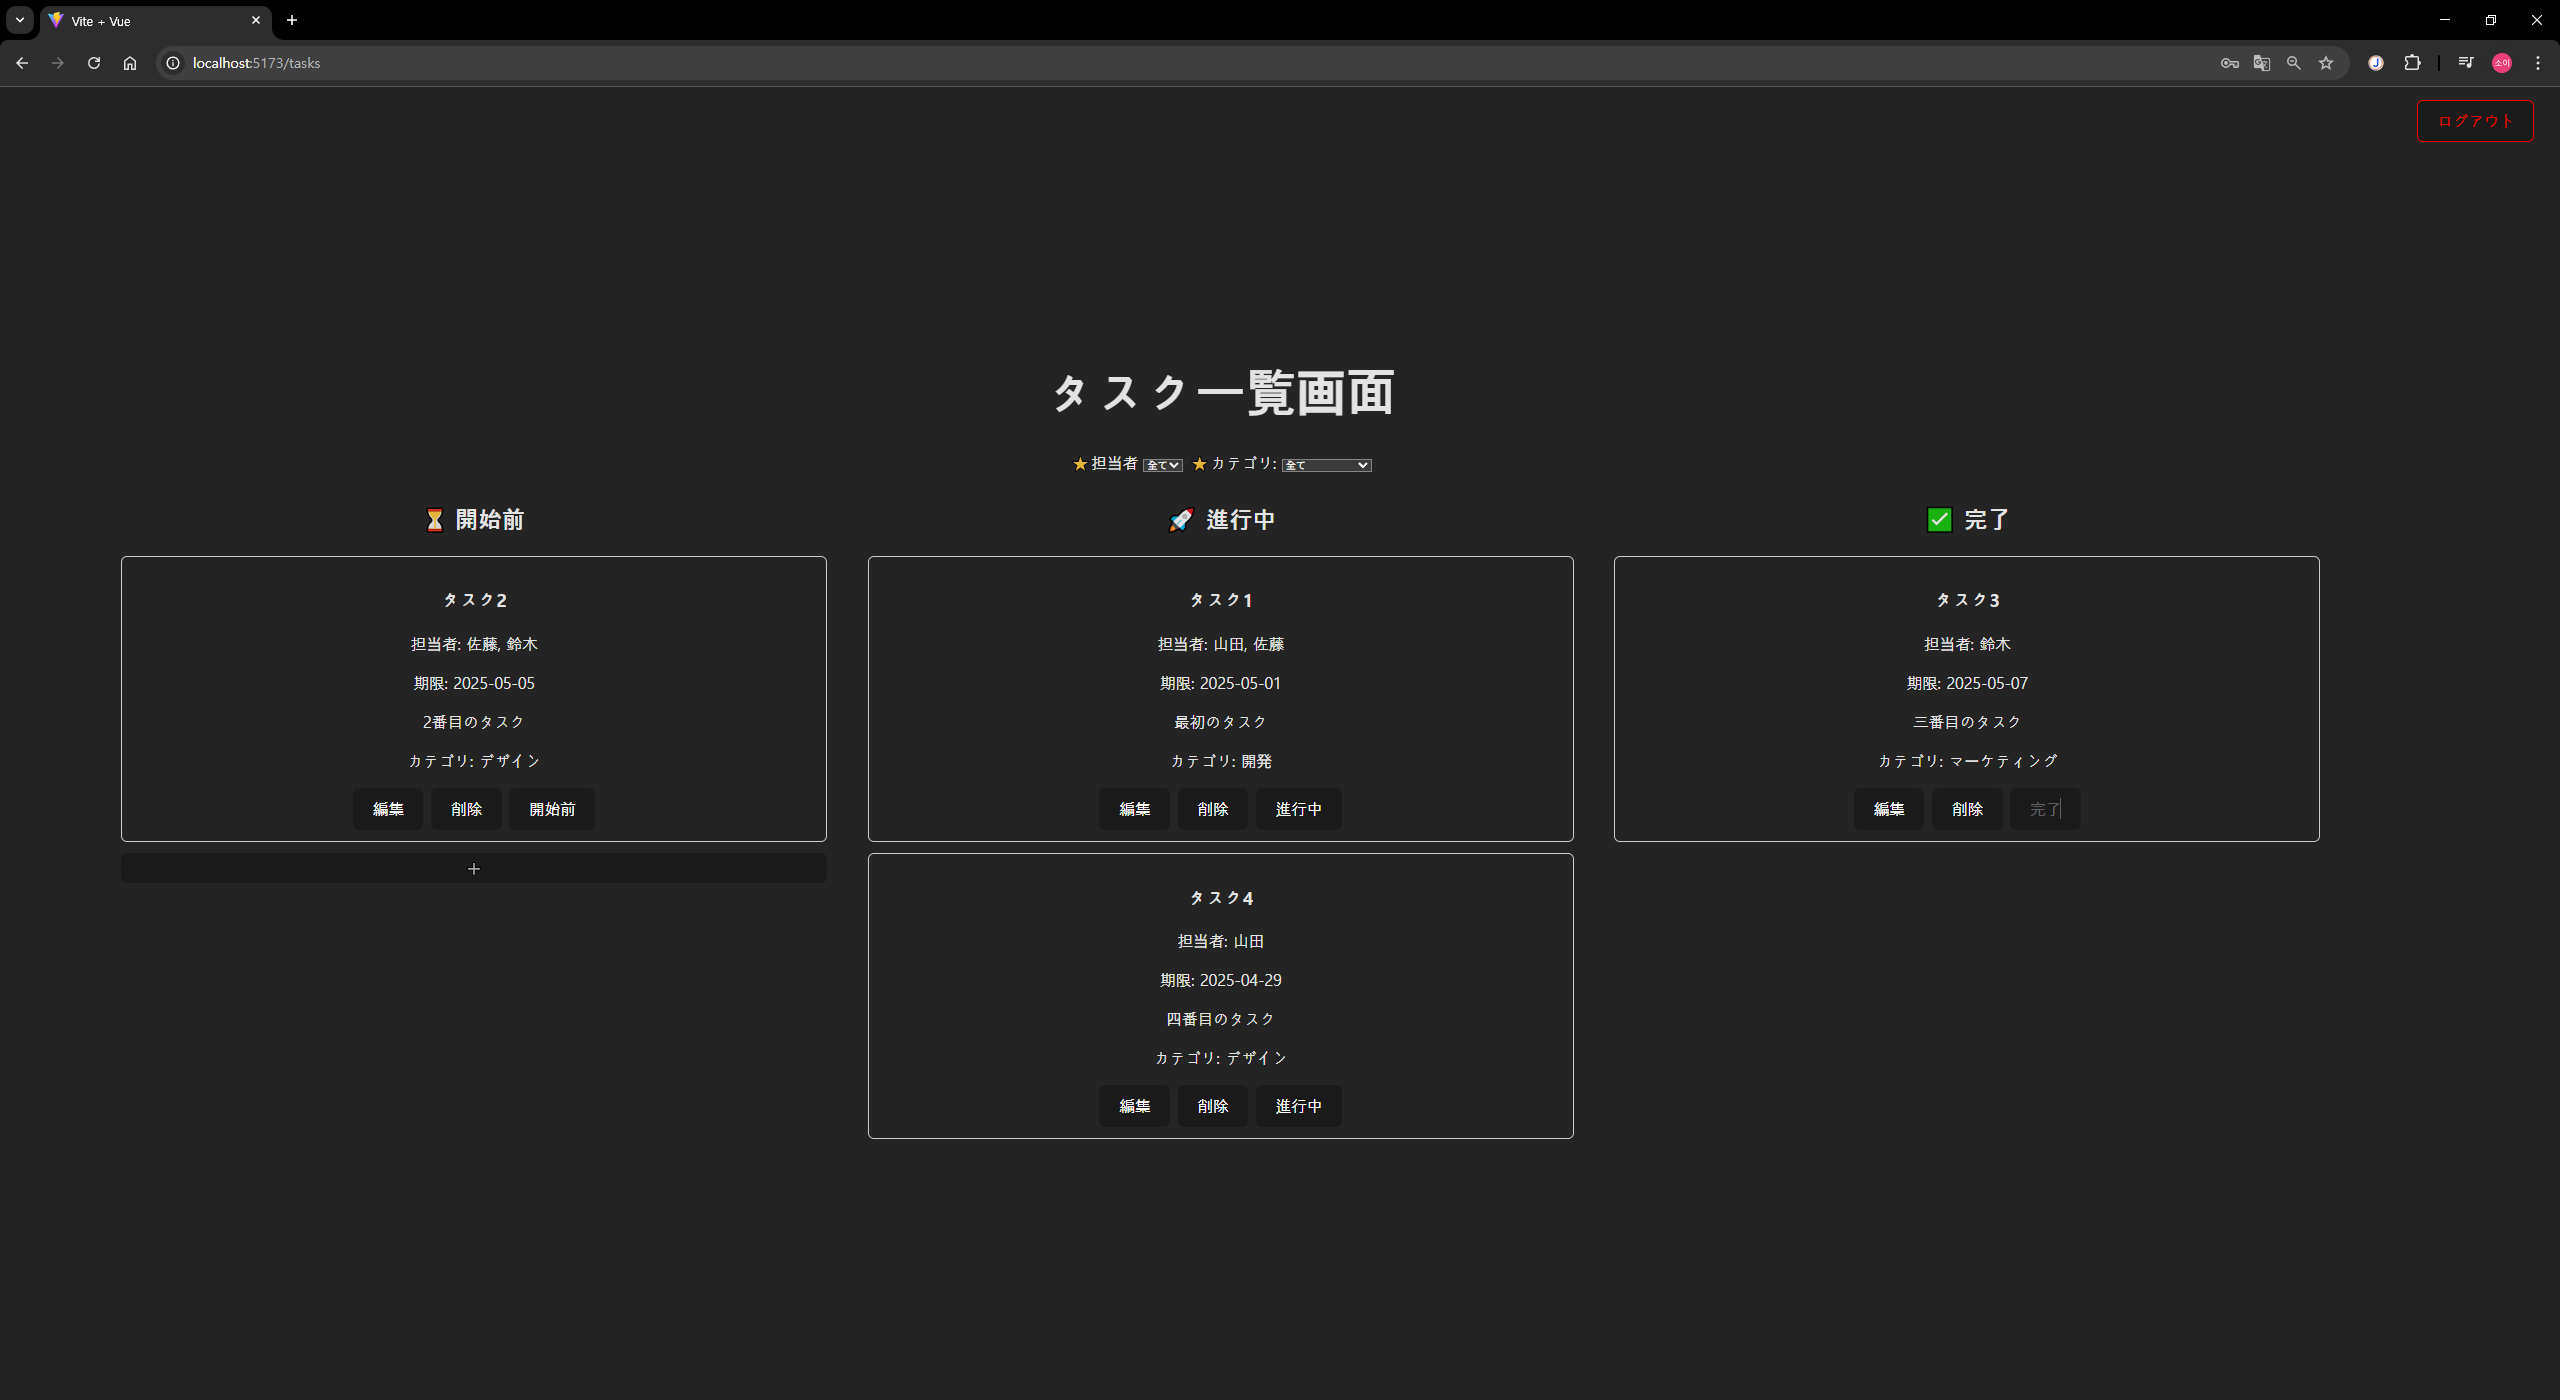 Vite + Vue
localhost:5173/tasks
소이
ログアウト
タスク一覧画面
⭐担当者 全て ⭐カテゴリ: 全て
⏳ 開始前
タスク2
担当者: 佐藤, 鈴木
期限: 2025-05-05
2番目のタスク
カテゴリ: デザイン
編集 削除 開始前
+
🚀 進行中
タスク1
担当者: 山田, 佐藤
期限: 2025-05-01
最初のタスク
カテゴリ: 開発
編集 削除 進行中
タスク4
担当者: 山田
期限: 2025-04-29
四番目のタスク
カテゴリ: デザイン
編集 削除 進行中
✅ 完了
タスク3
担当者: 鈴木
期限: 2025-05-07
三番目のタスク
カテゴリ: マーケティング
編集 削除 完了